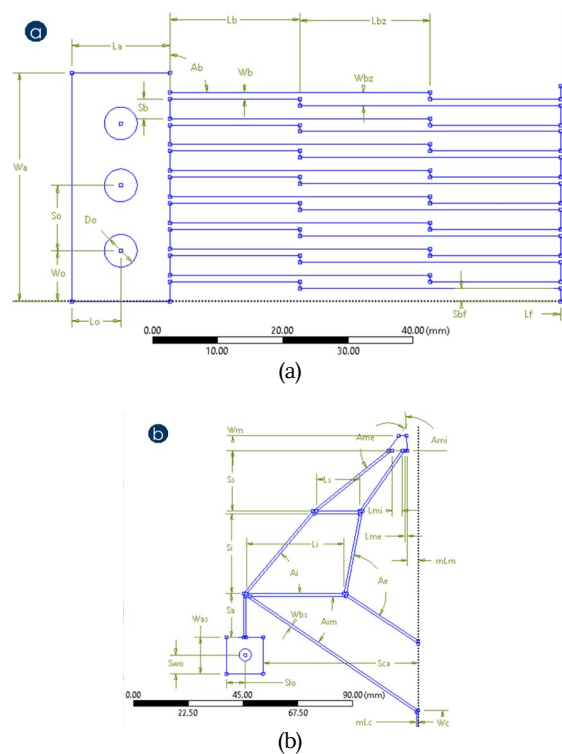 a
La
Lb
Lbz
Ab
Wb
Wbz
Sb
Wa
So
Do
Wo
Lo
Sbf
Lf
0.00 20.00 40.00 (mm)
10.00 30.00
(a)
b
Wm
Ame
Ami
Ss
Ls
Lmi
Lme
mLm
Si
Li
Ai
Ae
Sa
Wbs
Aim
Was
Swo
Slo
Sca
0.00 45.00 90.00 (mm)
22.50 67.50
mLc
Wc
(b)